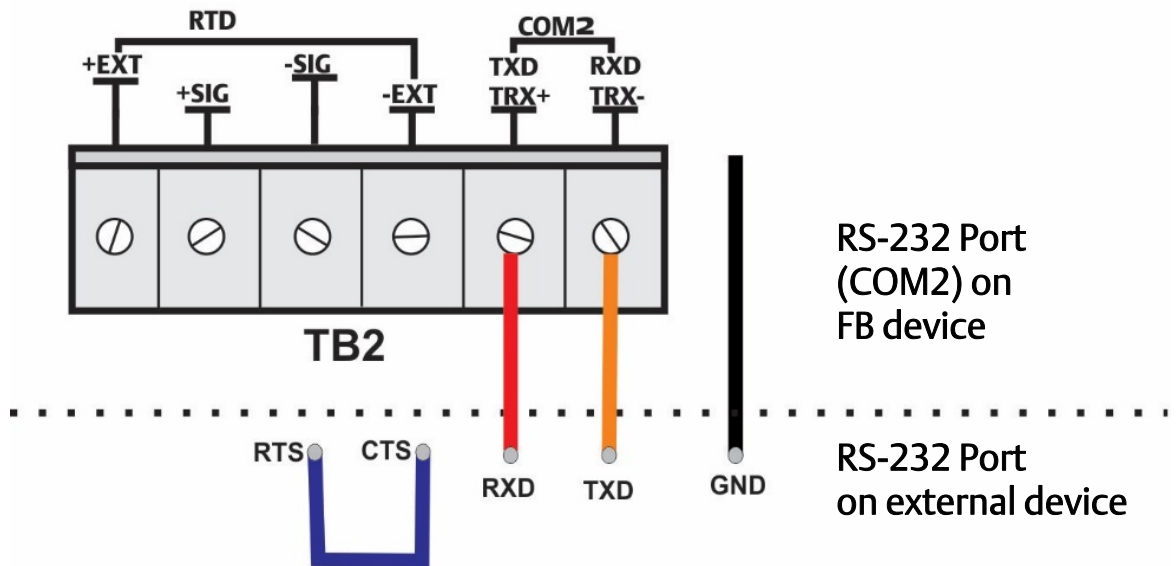 RTD
COM2
+EXT
+SIG
-SIG
-EXT
TXD
TRX+
RXD
TRX-
TB2
RS-232 Port
(COM2) on
FB device
RTS
CTS
RXD
TXD
GND
RS-232 Port
on external device